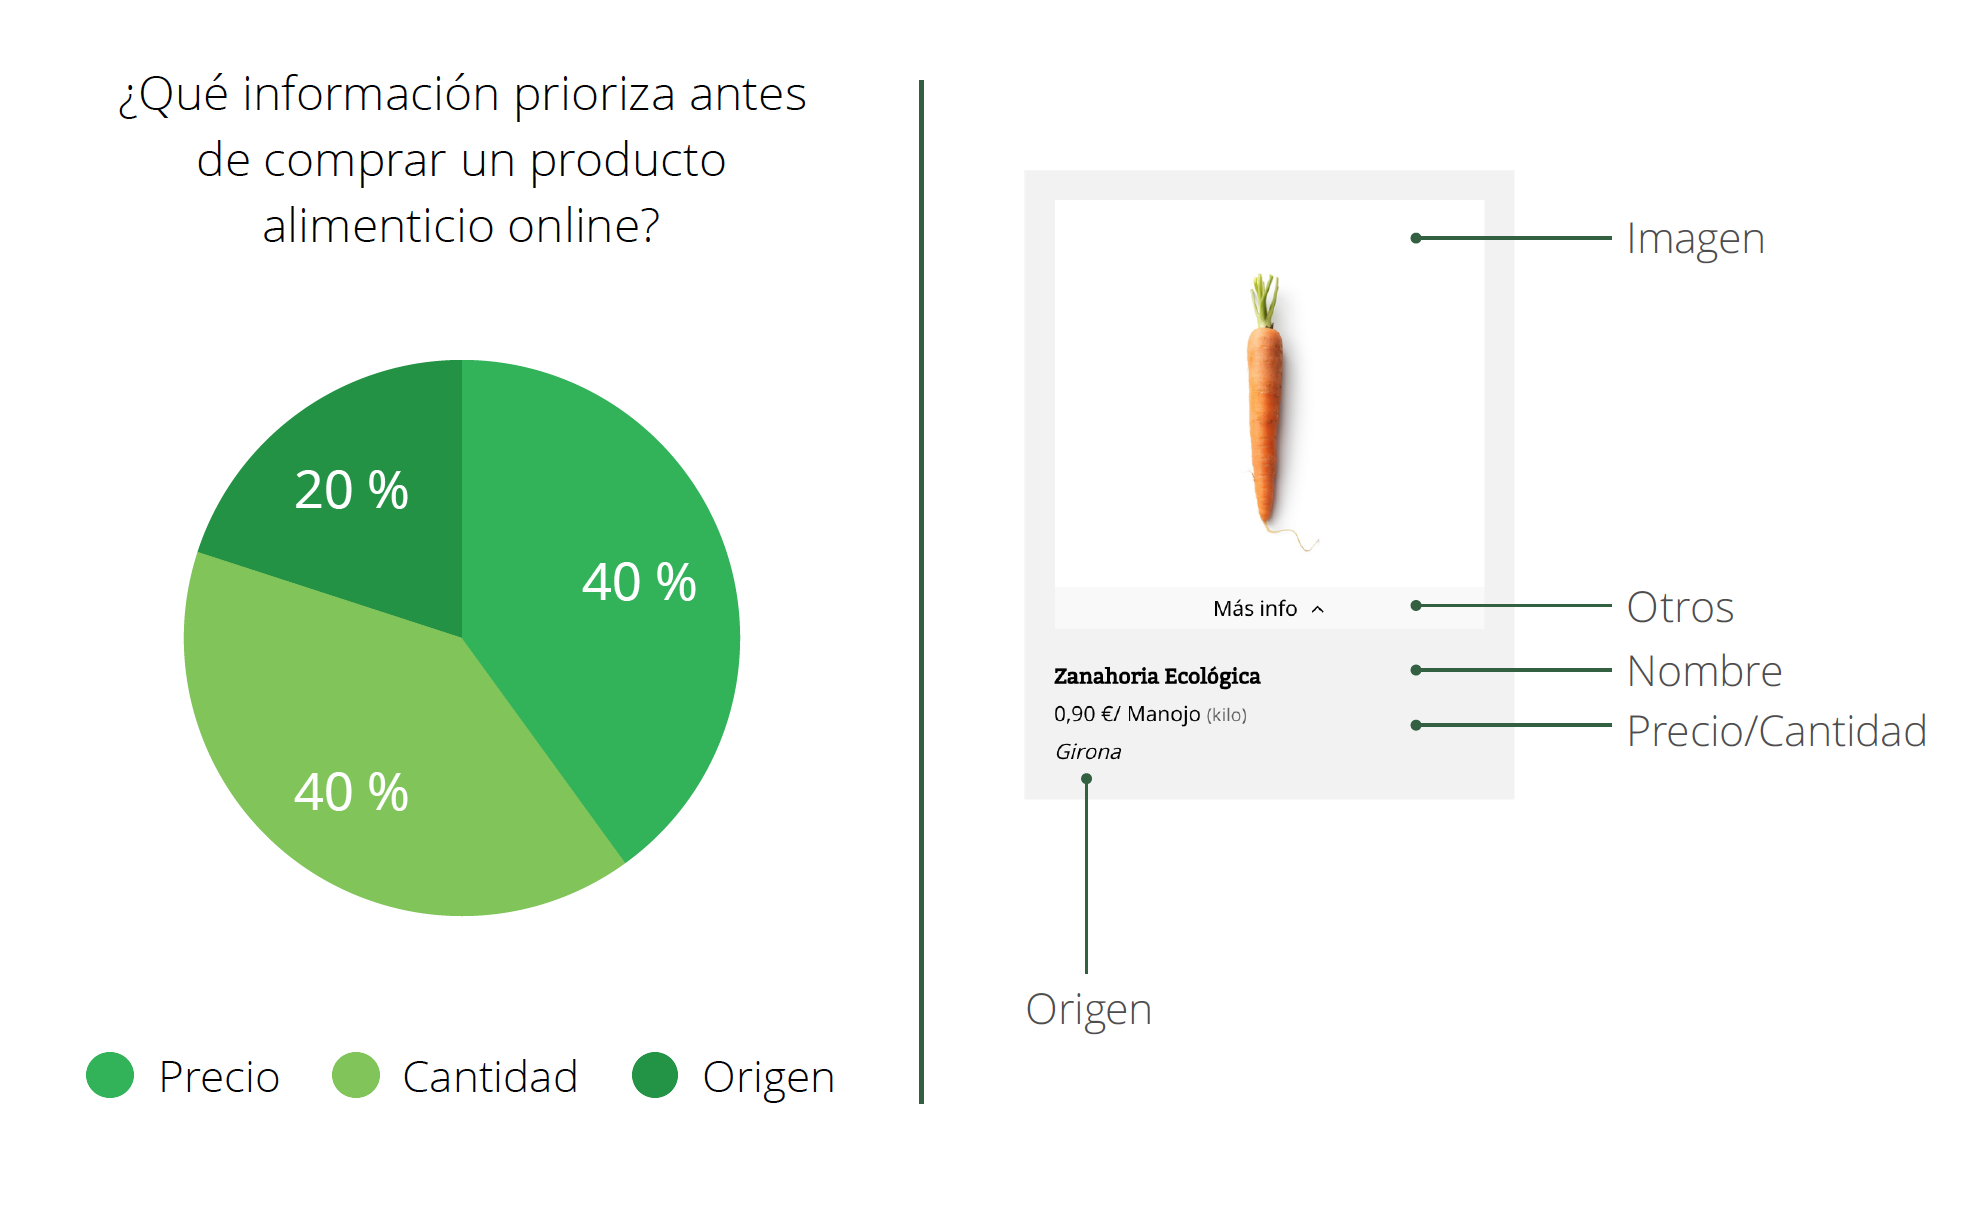 ¿Qué información prioriza antes
de comprar un producto
alimenticio online?
20 %
40 %
40 %
Precio
Cantidad
Origen
Imagen
Más info
Otros
Zanahoria Ecológica
Nombre
0,90 €/ Manojo (kilo)
Precio/Cantidad
Girona
Origen